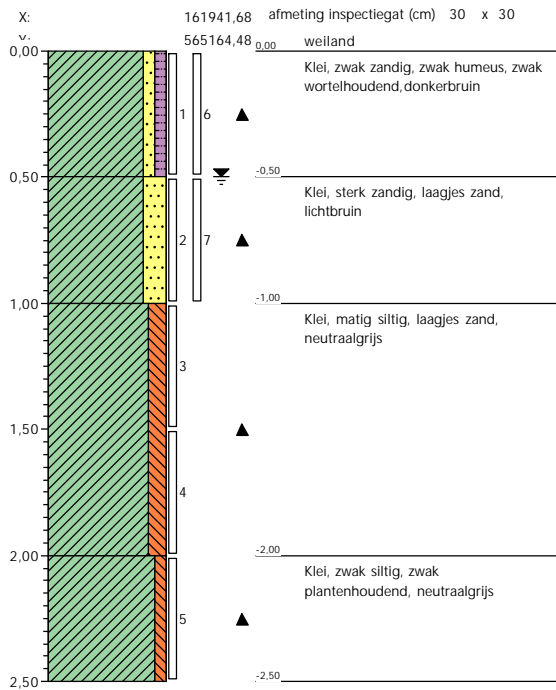 X: 161941,68 afmeting inspectiegat (cm) 30 x 30
565164,48 weiland
0,00 0,00
Klei, zwak zandig, zwak humeus, zwak
wortelhoudend, donkerbruin
1 6
0,50 -0,50
Klei, sterk zandig, laagjes zand,
lichtbruin
2 7
1,00 -1,00
Klei, matig siltig, laagjes zand,
neutraalgrijs
3
1,50
4
2,00 -2,00
Klei, zwak siltig, zwak
plantenhoudend, neutraalgrijs
5
2,50 -2,50